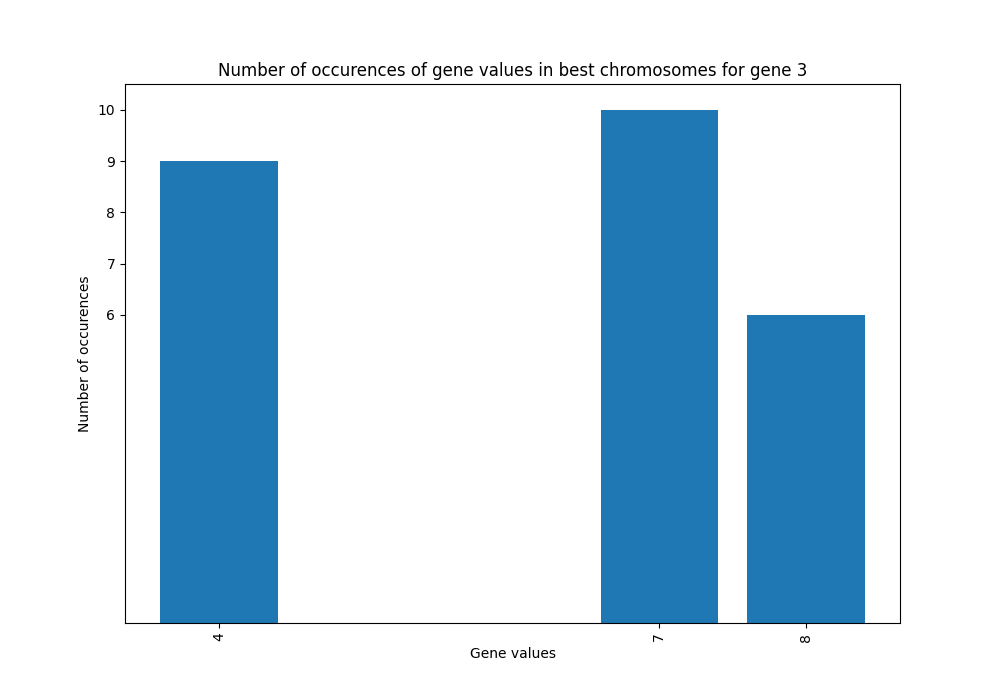 Number of occurences of gene values in best chromosomes for gene 3
10
9
8
7
6
Number of occurences
4
7
8
Gene values